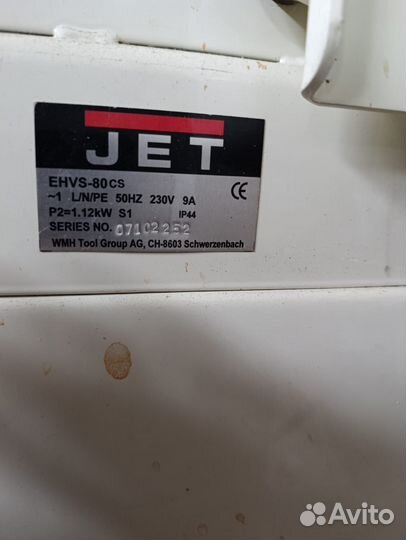 JET
EHVS-80CS
~1 L/N/PE 50HZ 230V 9A
CE
P2=1.12kW S1 IP44
SERIES NO. 07102252
WMH Tool Group AG, CH-8603 Schwerzenbach
Avito